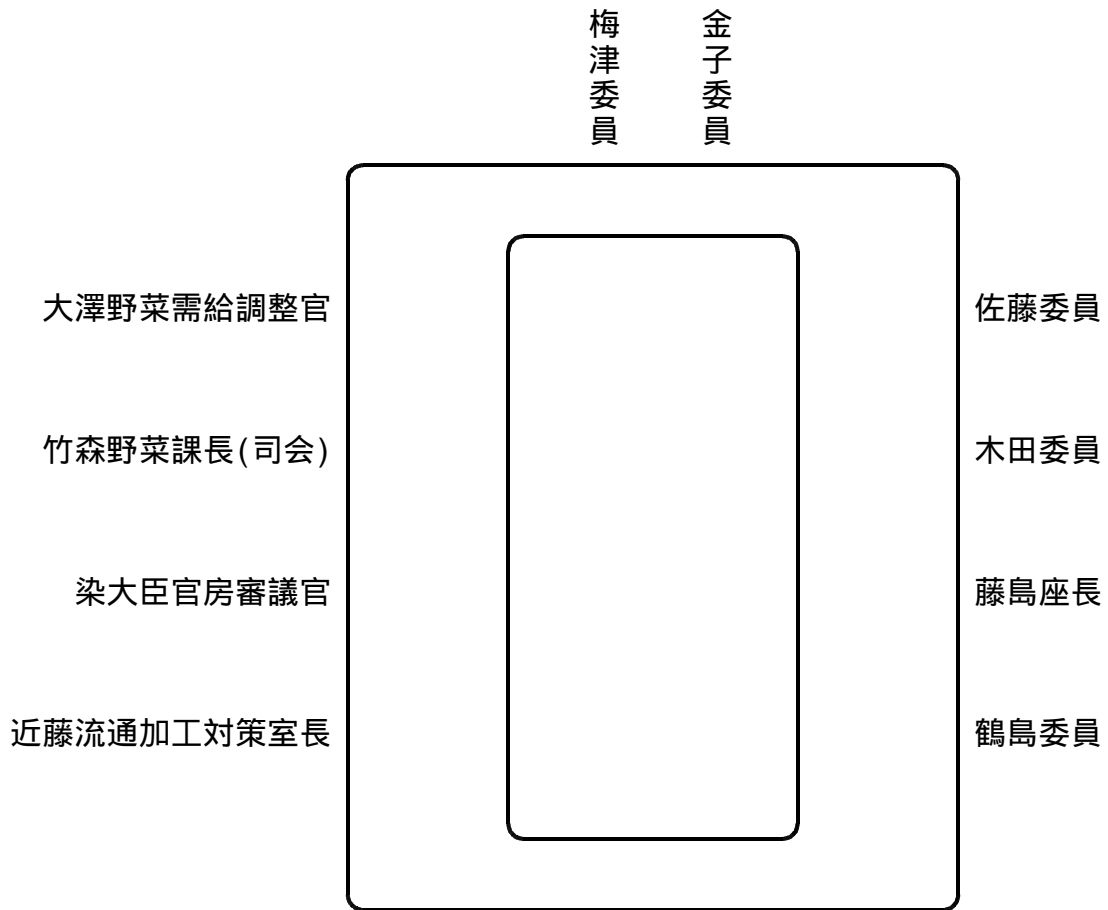 梅津委員
金子委員
大澤野菜需給調整官
佐藤委員
竹森野菜課長(司会)
木田委員
染大臣官房審議官
藤島座長
近藤流通加工対策室長
鶴島委員